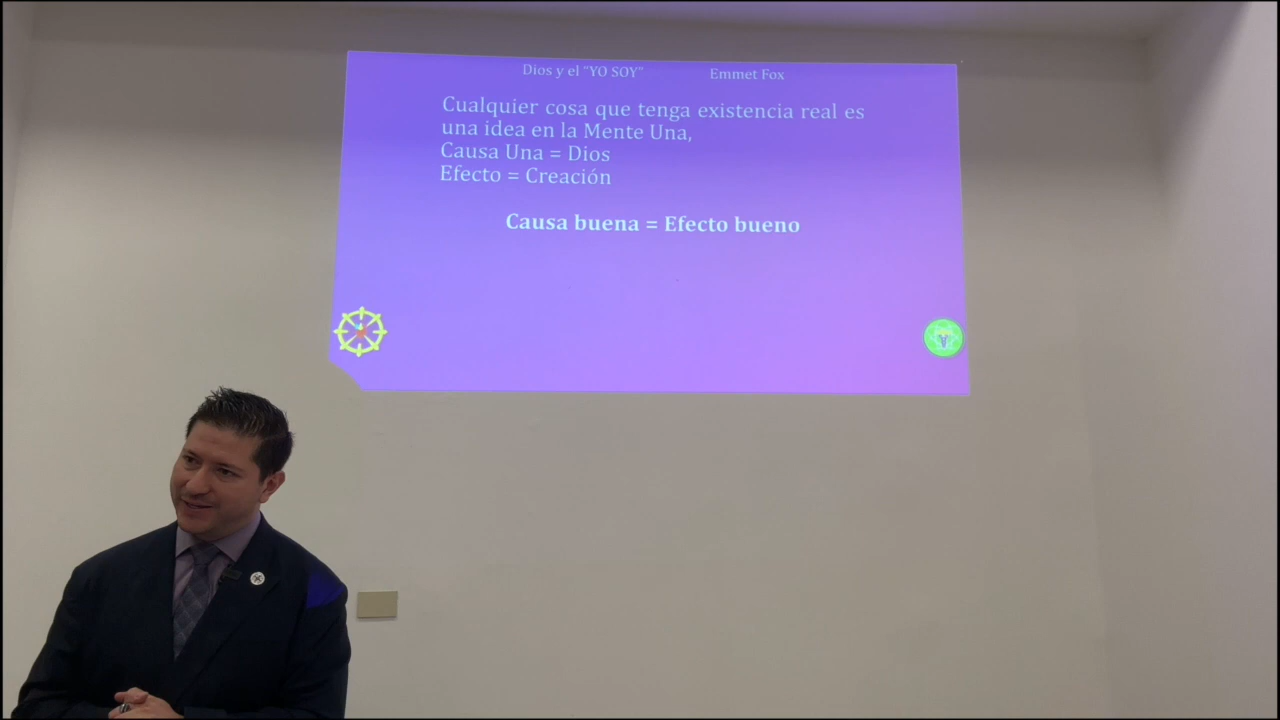 Dios y el "YO SOY" Emmet Fox
Cualquier cosa que tenga existencia real es
una idea en la Mente Una,
Causa Una = Dios
Efecto = Creación
Causa buena = Efecto bueno